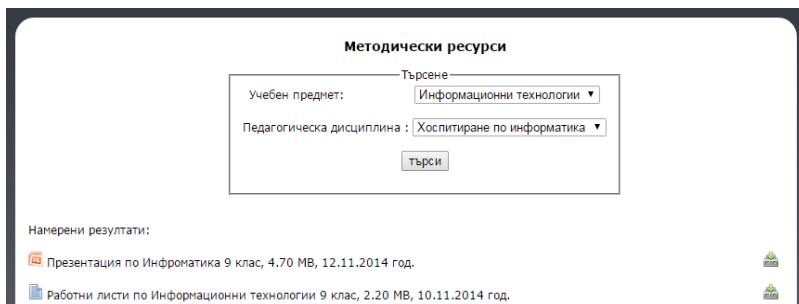 Методически ресурси
Търсене
Учебен предмет: Информационни технологии
Педагогическа дисциплина : Хоспитиране по информатика
търси
Намерени резултати:
Презентация по Инфроматика 9 клас, 4.70 MB, 12.11.2014 год.
Работни листи по Информационни технологии 9 клас, 2.20 MB, 10.11.2014 год.